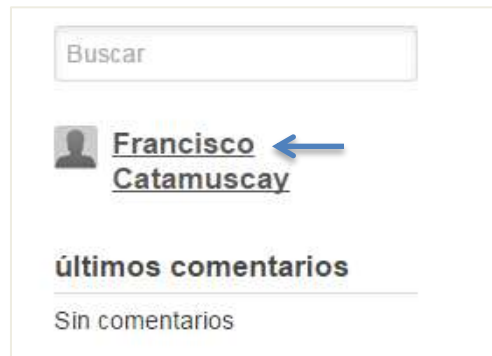 Buscar
Francisco
Catamuscay
últimos comentarios
Sin comentarios